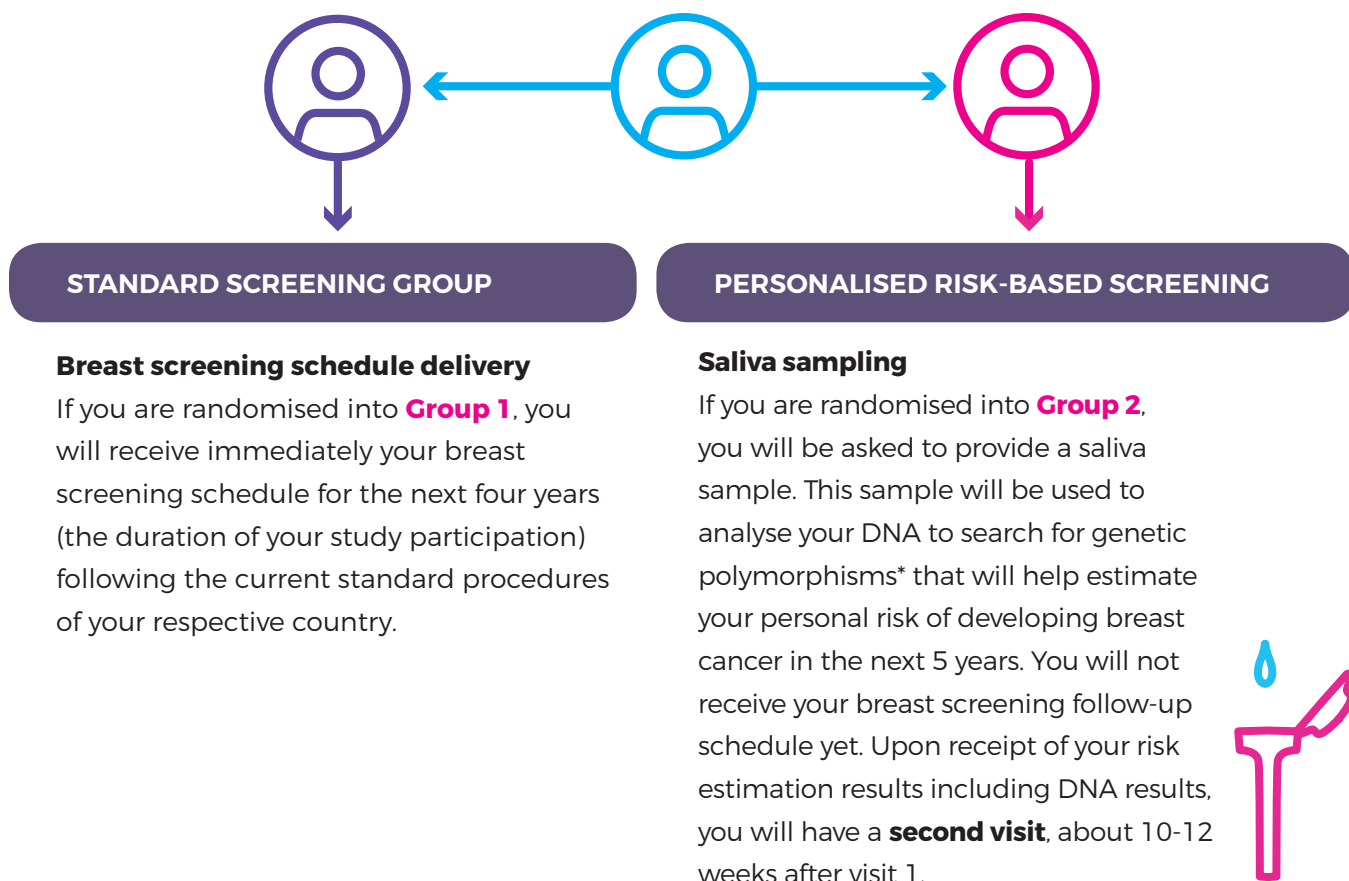 STANDARD SCREENING GROUP
Breast screening schedule delivery
If you are randomised into Group 1, you
will receive immediately your breast
screening schedule for the next four years
(the duration of your study participation)
following the current standard procedures
of your respective country.
PERSONALISED RISK-BASED SCREENING
Saliva sampling
If you are randomised into Group 2,
you will be asked to provide a saliva
sample. This sample will be used to
analyse your DNA to search for genetic
polymorphisms* that will help estimate
your personal risk of developing breast
cancer in the next 5 years. You will not
receive your breast screening follow-up
schedule yet. Upon receipt of your risk
estimation results including DNA results,
you will have a second visit, about 10-12
weeks after visit 1.